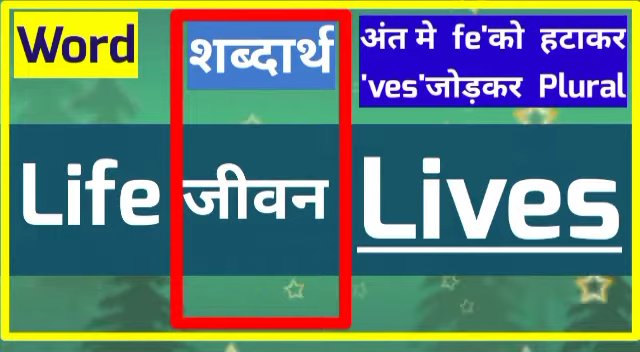 Word
शब्दार्थ
अंत मे fe'को हटाकर
'ves'जोड़कर Plural
Life
जीवन
Lives